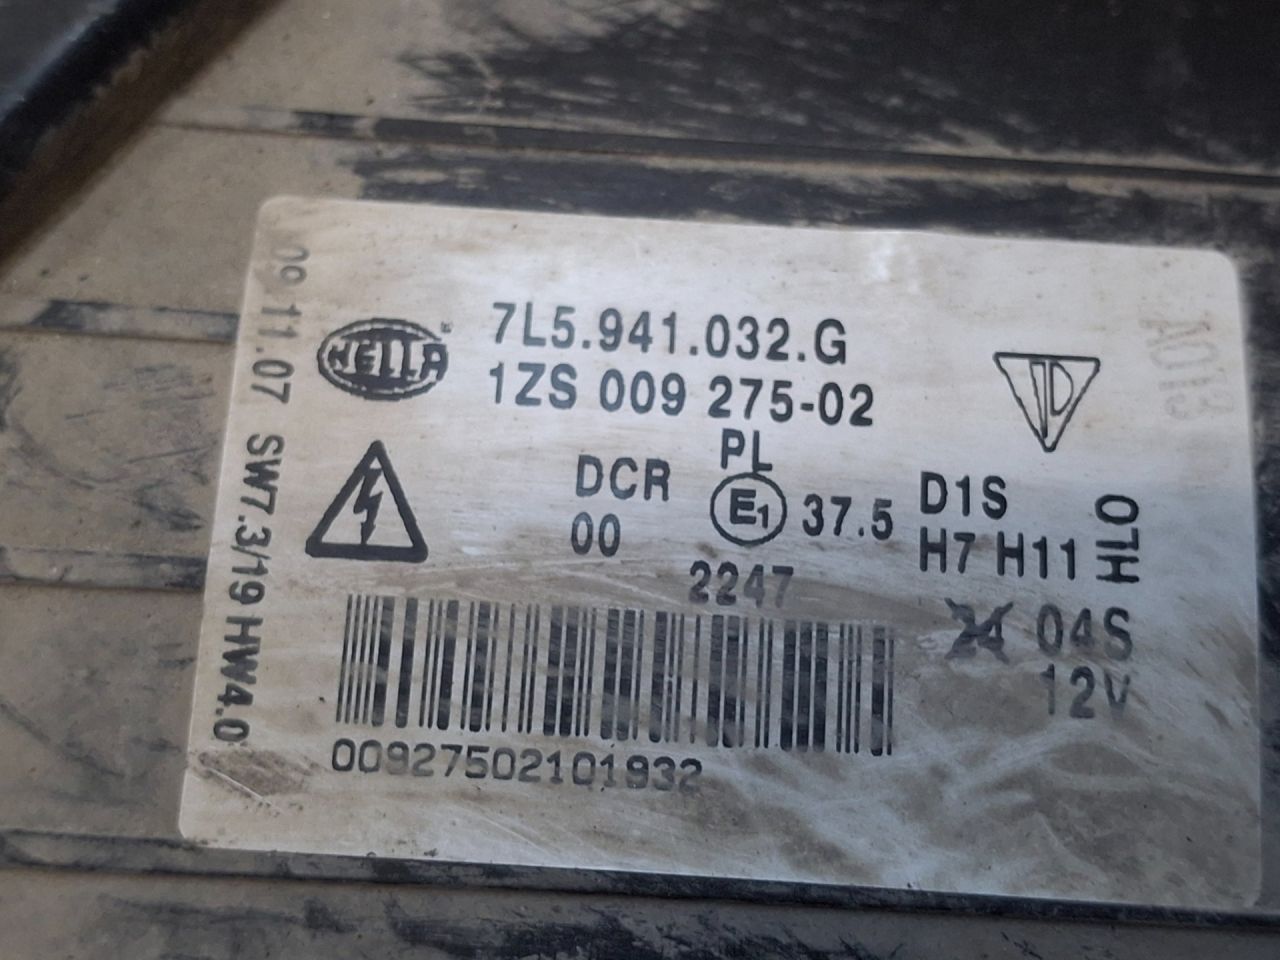 09 11.07 SW7.3/19 HW4.0
HELLA ®
7L5.941.032.G
1ZS 009 275-02
PL
DCR
00
E1 37.5
2247
D1S
H7 H11
OTH
24 04S
12V
00927502101932